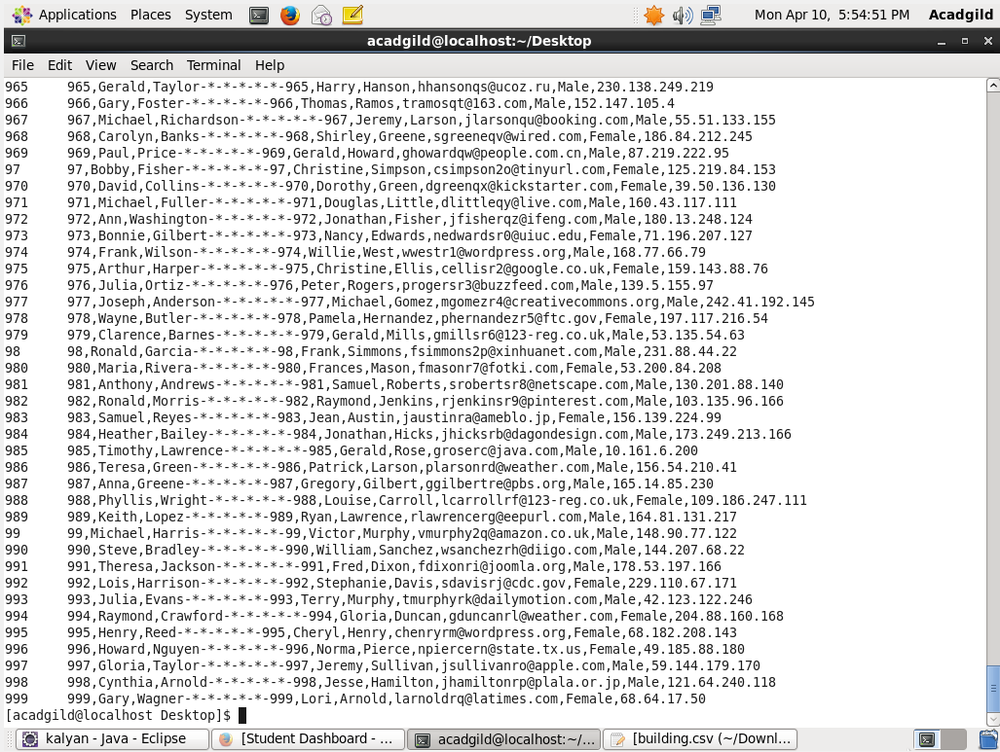 Applications Places System
Mon Apr 10, 5:54:51 PM Acadgild
acadgild@localhost:~/Desktop
File Edit View Search Terminal Help
965 965,Gerald,Taylor-*-*-*-*-*-965,Harry,Hanson,hhansonqs@ucoz.ru,Male,230.138.249.219
966 966,Gary,Foster-*-*-*-*-*-966,Thomas,Ramos,tramosqt@163.com,Male,152.147.105.4
967 967,Michael,Richardson-*-*-*-*-*-967,Jeremy,Larson,jlarsonqu@booking.com,Male,55.51.133.155
968 968,Carolyn,Banks-*-*-*-*-*-968,Shirley,Greene,sgreeneqv@wired.com,Female,186.84.212.245
969 969,Paul,Price-*-*-*-*-*-969,Gerald,Howard,ghowardqw@people.com.cn,Male,87.219.222.95
97 97,Bobby,Fisher-*-*-*-*-*-97,Christine,Simpson,csimpson2o@tinyurl.com,Female,125.219.84.153
970 970,David,Collins-*-*-*-*-*-970,Dorothy,Green,dgreenqx@kickstarter.com,Female,39.50.136.130
971 971,Michael,Fuller-*-*-*-*-*-971,Douglas,Little,dlittleqy@live.com,Male,160.43.117.111
972 972,Ann,Washington-*-*-*-*-*-972,Jonathan,Fisher,jfisherqz@ifeng.com,Male,180.13.248.124
973 973,Bonnie,Gilbert-*-*-*-*-*-973,Nancy,Edwards,nedwardsr0@uiuc.edu,Female,71.196.207.127
974 974,Frank,Wilson-*-*-*-*-*-974,Willie,West,wwestr1@wordpress.org,Male,168.77.66.79
975 975,Arthur,Harper-*-*-*-*-*-975,Christine,Ellis,cellisr2@google.co.uk,Female,159.143.88.76
976 976,Julia,Ortiz-*-*-*-*-*-976,Peter,Rogers,progersr3@buzzfeed.com,Male,139.5.155.97
977 977,Joseph,Anderson-*-*-*-*-*-977,Michael,Gomez,mgomezr4@creativecommons.org,Male,242.41.192.145
978 978,Wayne,Butler-*-*-*-*-*-978,Pamela,Hernandez,phernandezr5@ftc.gov,Female,197.117.216.54
979 979,Clarence,Barnes-*-*-*-*-*-979,Gerald,Mills,gmillsr6@123-reg.co.uk,Male,53.135.54.63
98 98,Ronald,Garcia-*-*-*-*-*-98,Frank,Simmons,fsimmons2p@xinhuanet.com,Male,231.88.44.22
980 980,Maria,Rivera-*-*-*-*-*-980,Frances,Mason,fmasonr7@fotki.com,Female,53.200.84.208
981 981,Anthony,Andrews-*-*-*-*-*-981,Samuel,Roberts,srobertsr8@netscape.com,Male,130.201.88.140
982 982,Ronald,Morris-*-*-*-*-*-982,Raymond,Jenkins,rjenkinsr9@pinterest.com,Male,103.135.96.166
983 983,Samuel,Reyes-*-*-*-*-*-983,Jean,Austin,jaustinra@ameblo.jp,Female,156.139.224.99
984 984,Heather,Bailey-*-*-*-*-*-984,Jonathan,Hicks,jhicksrb@dagondesign.com,Male,173.249.213.166
985 985,Timothy,Lawrence-*-*-*-*-*-985,Gerald,Rose,groserc@java.com,Male,10.161.6.200
986 986,Teresa,Green-*-*-*-*-*-986,Patrick,Larson,plarsonrd@weather.com,Male,156.54.210.41
987 987,Anna,Greene-*-*-*-*-*-987,Gregory,Gilbert,ggilbertre@pbs.org,Male,165.14.85.230
988 988,Phyllis,Wright-*-*-*-*-*-988,Louise,Carroll,lcarrollrf@123-reg.co.uk,Female,109.186.247.111
989 989,Keith,Lopez-*-*-*-*-*-989,Ryan,Lawrence,rlawrencerg@eepurl.com,Male,164.81.131.217
99 99,Michael,Harris-*-*-*-*-*-99,Victor,Murphy,vmurphy2q@amazon.co.uk,Male,148.90.77.122
990 990,Steve,Bradley-*-*-*-*-*-990,William,Sanchez,wsanchezrh@diigo.com,Male,144.207.68.22
991 991,Theresa,Jackson-*-*-*-*-*-991,Fred,Dixon,fdixonri@joomla.org,Male,178.53.197.166
992 992,Lois,Harrison-*-*-*-*-*-992,Stephanie,Davis,sdavisrj@cdc.gov,Female,229.110.67.171
993 993,Julia,Evans-*-*-*-*-*-993,Terry,Murphy,tmurphyrk@dailymotion.com,Male,42.123.122.246
994 994,Raymond,Crawford-*-*-*-*-*-994,Gloria,Duncan,gduncanrl@weather.com,Female,204.88.160.168
995 995,Henry,Reed-*-*-*-*-*-995,Cheryl,Henry,chenryrm@wordpress.org,Female,68.182.208.143
996 996,Howard,Nguyen-*-*-*-*-*-996,Norma,Pierce,npiercern@state.tx.us,Female,49.185.88.180
997 997,Gloria,Taylor-*-*-*-*-*-997,Jeremy,Sullivan,jsullivanro@apple.com,Male,59.144.179.170
998 998,Cynthia,Arnold-*-*-*-*-*-998,Jesse,Hamilton,jhamiltonrp@plala.or.jp,Male,121.64.240.118
999 999,Gary,Wagner-*-*-*-*-*-999,Lori,Arnold,larnoldrq@latimes.com,Female,68.64.17.50
[acadgild@localhost Desktop]$
kalyan - Java - Eclipse
[Student Dashboard - ...
acadgild@localhost:~/...
[building.csv (~/Downl...